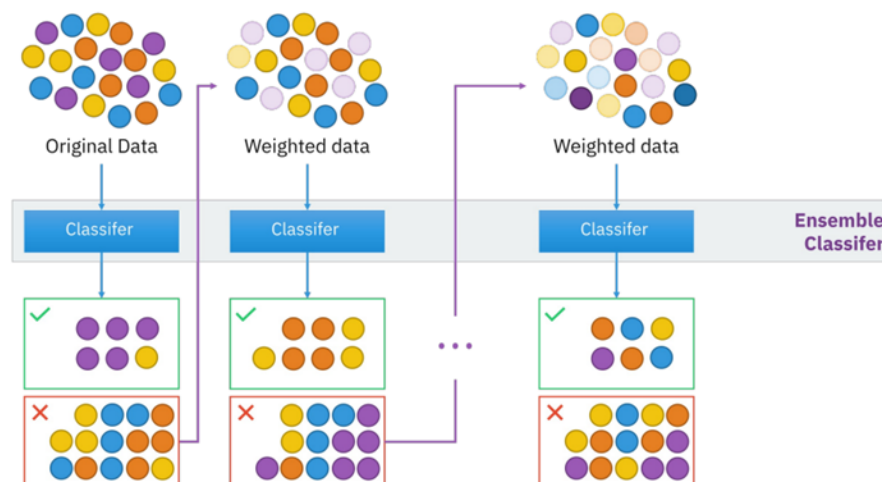 Original Data
Weighted data
Weighted data
Classifer
Classifer
Classifer
Ensemble
Classifer